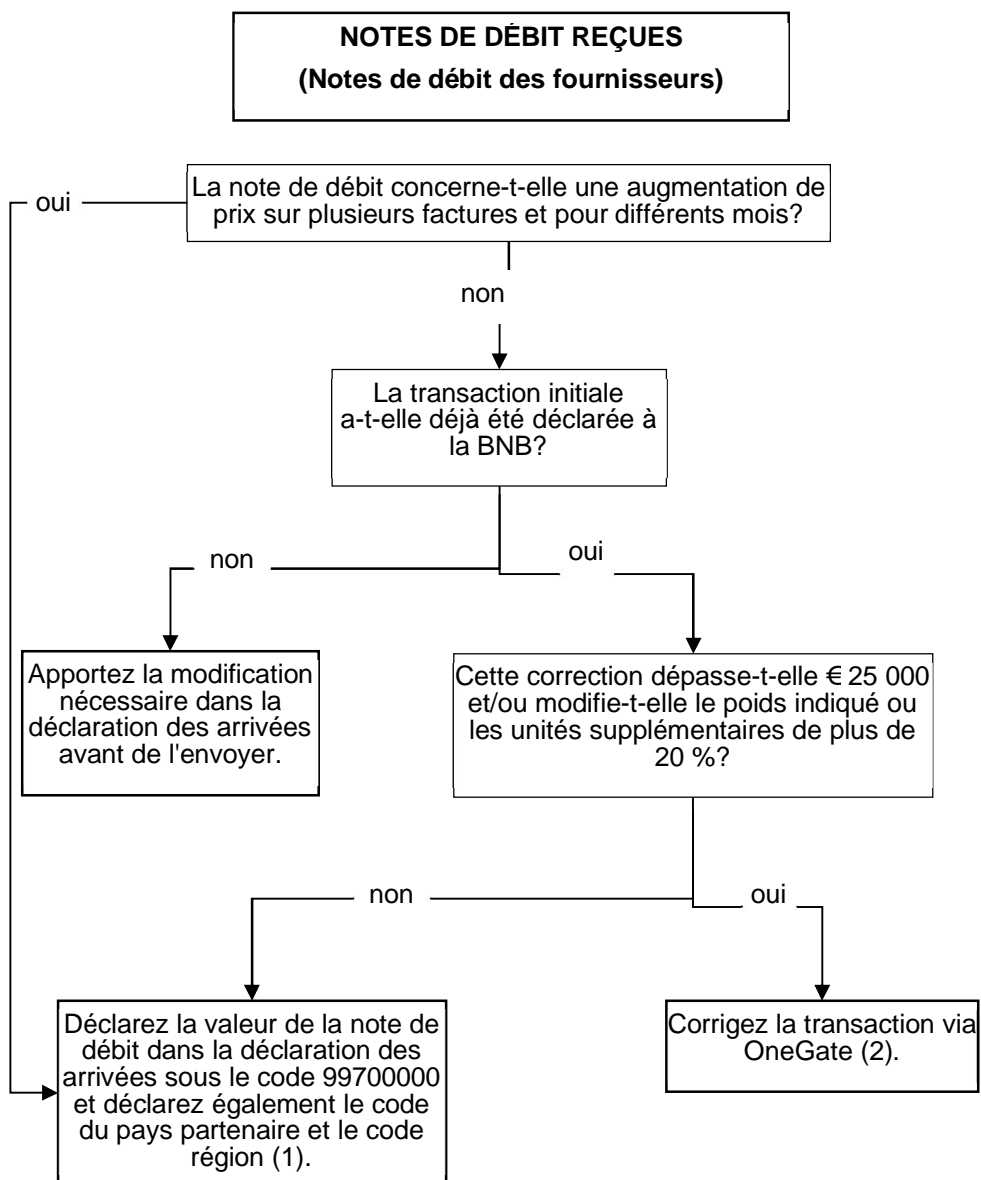 NOTES DE DÉBIT REÇUES
(Notes de débit des fournisseurs)
oui
La note de débit concerne-t-elle une augmentation de
prix sur plusieurs factures et pour différents mois?
non
La transaction initiale
a-t-elle déjà été déclarée à
la BNB?
non
oui
Apportez la modification
nécessaire dans la
déclaration des arrivées
avant de l'envoyer.
Cette correction dépasse-t-elle € 25 000
et/ou modifie-t-elle le poids indiqué ou
les unités supplémentaires de plus de
20 %?
non
oui
Déclarez la valeur de la note de
débit dans la déclaration des
arrivées sous le code 99700000
et déclarez également le code
du pays partenaire et le code
région (1).
Corrigez la transaction via
OneGate (2).